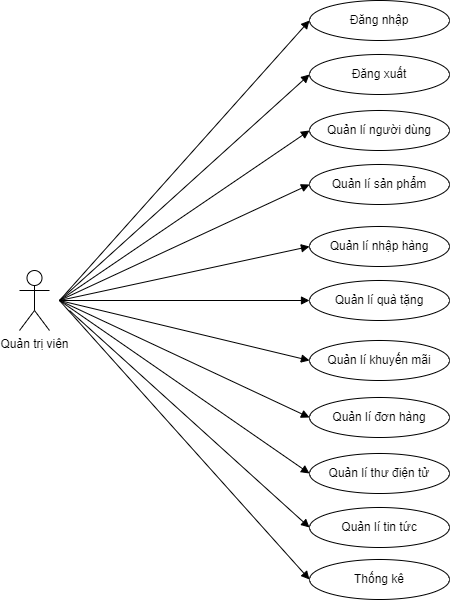 Đăng nhập
Đăng xuất
Quản lí người dùng
Quản lí sản phẩm
Quản lí nhập hàng
Quản lí quà tặng
Quản trị viên
Quản lí khuyến mãi
Quản lí đơn hàng
Quản lí thư điện tử
Quản lí tin tức
Thống kê